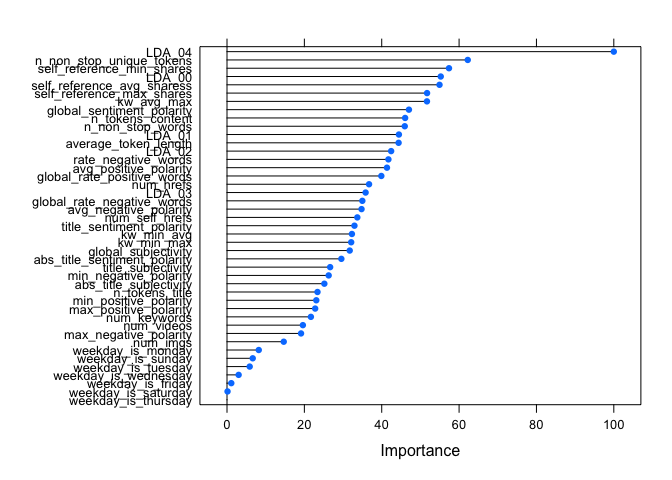 LDA_04
n_non_stop_unique_tokens
self_reference_min_shares
LDA_00
self_reference_avg_sharess
self_reference_max_shares
kw_avg_max
global_sentiment_polarity
n_tokens_content
n_non_stop_words
LDA_01
average_token_length
LDA_02
rate_negative_words
avg_positive_polarity
global_rate_positive_words
num_hrefs
LDA_03
global_rate_negative_words
avg_negative_polarity
num_self_hrefs
title_sentiment_polarity
kw_min_avg
kw_min_max
global_subjectivity
abs_title_sentiment_polarity
title_subjectivity
min_negative_polarity
abs_title_subjectivity
n_tokens_title
min_positive_polarity
max_positive_polarity
num_keywords
num_videos
max_negative_polarity
num_imgs
weekday_is_monday
weekday_is_sunday
weekday_is_tuesday
weekday_is_wednesday
weekday_is_friday
weekday_is_saturday
weekday_is_thursday
0 20 40 60 80 100
Importance